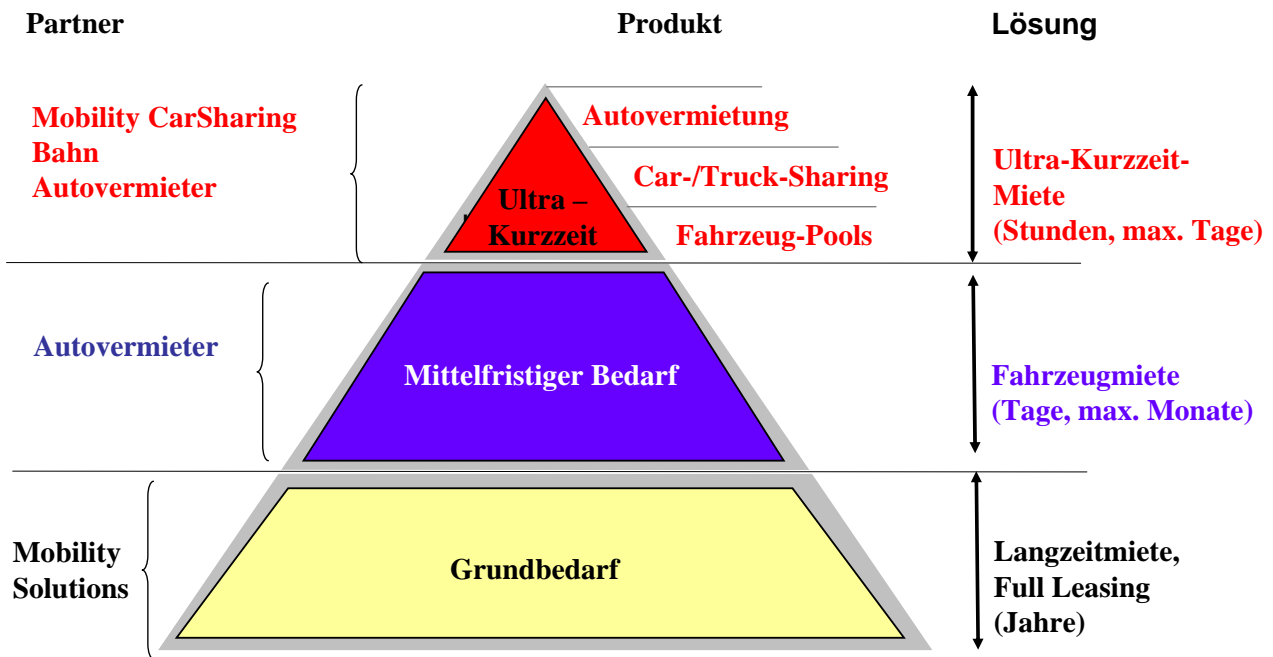 Partner
Produkt
Lösung
Mobility CarSharing
Bahn
Autovermieter
Autovermietung
Car-/Truck-Sharing
Fahrzeug-Pools
Ultra –
Kurzzeit
Ultra-Kurzzeit-
Miete
(Stunden, max. Tage)
Autovermieter
Mittelfristiger Bedarf
Fahrzeugmiete
(Tage, max. Monate)
Mobility
Solutions
Grundbedarf
Langzeitmiete,
Full Leasing
(Jahre)